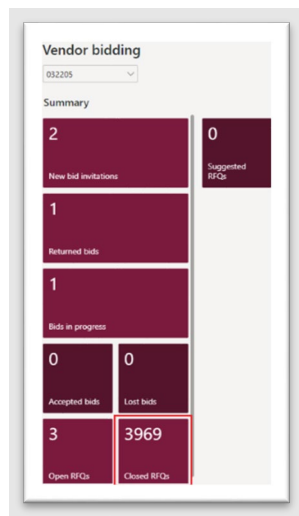 Vendor bidding
032205
Summary
2
New bid invitations
0
Suggested
RFQs
1
Returned bids
1
Bids in progress
0
Accepted bids
0
Lost bids
3
Open RFQs
3969
Closed RFQs